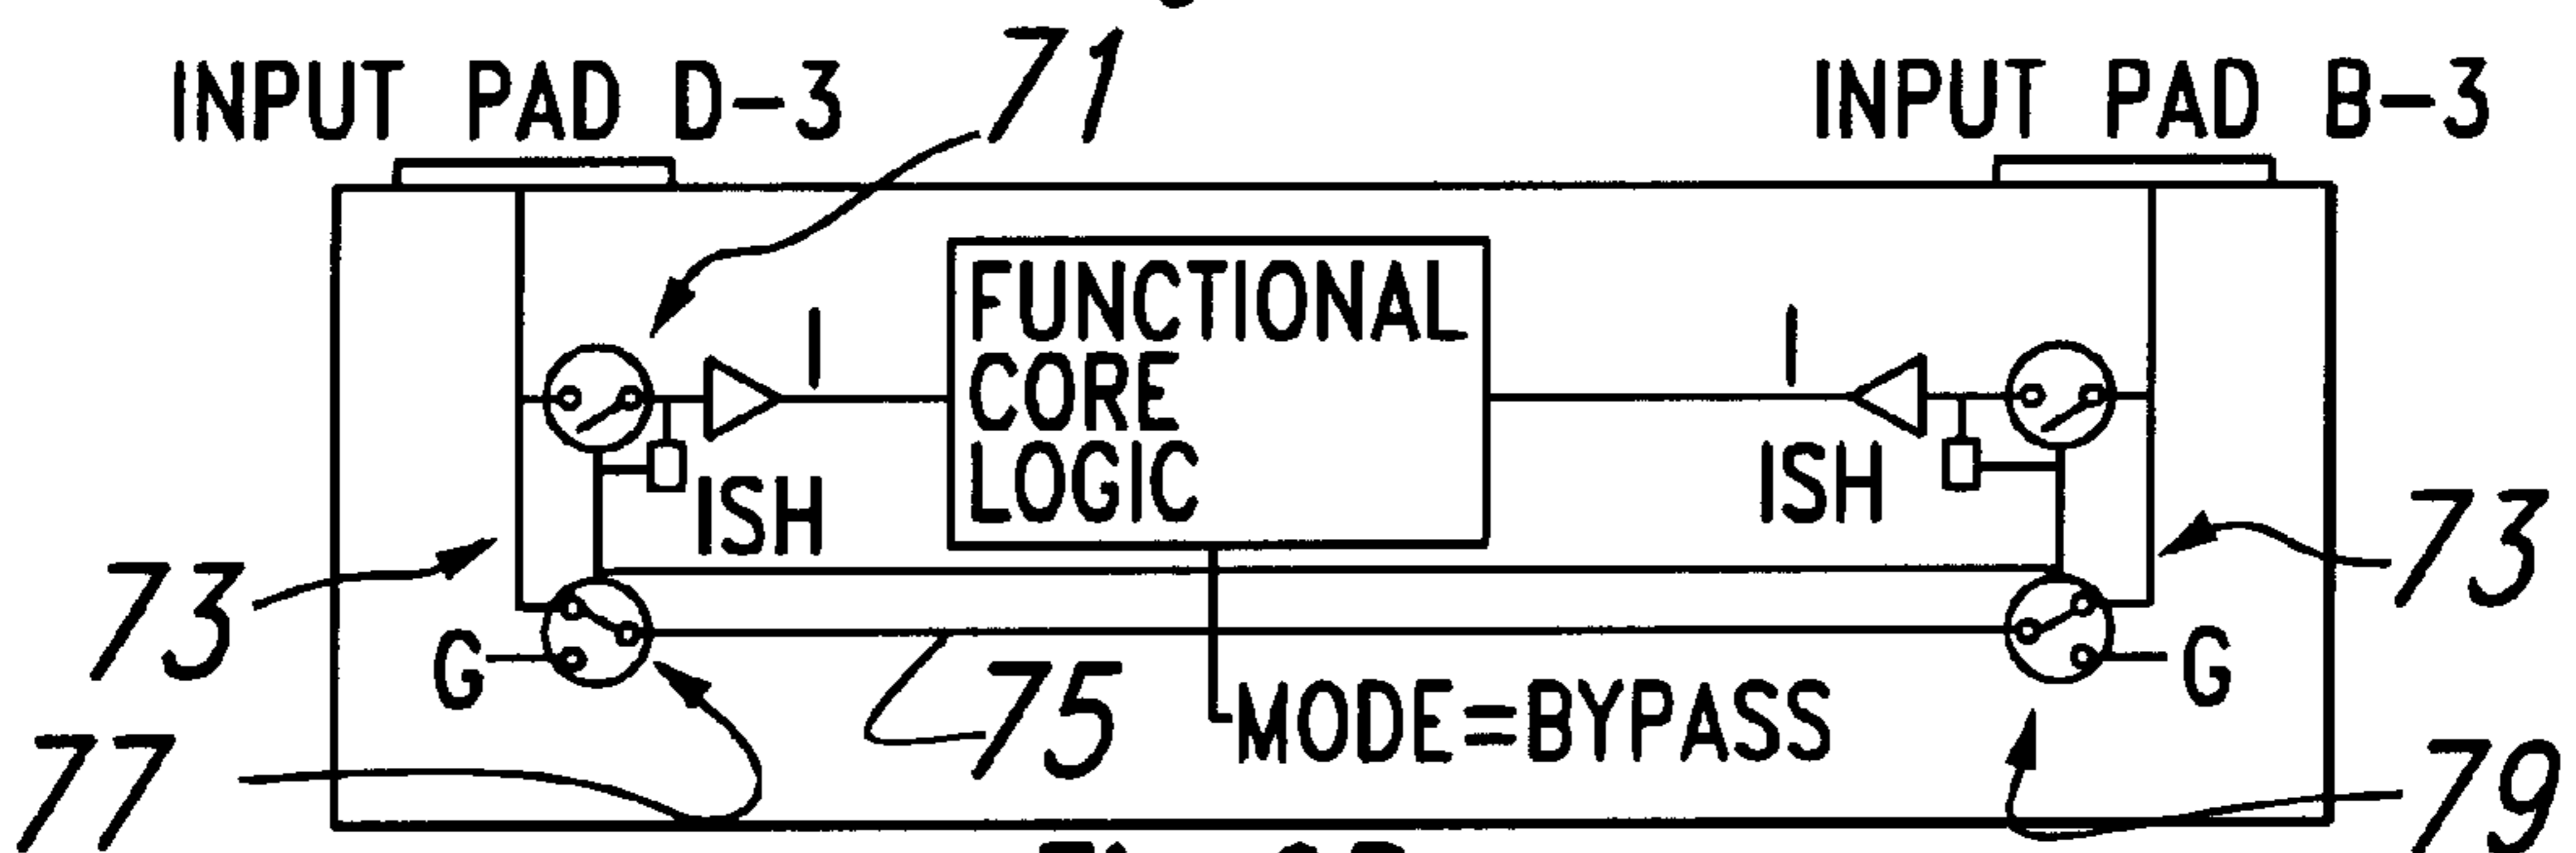 71
INPUT PAD D-3
INPUT PAD B-3
FUNCTIONAL
CORE
LOGIC
I
I
ISH
ISH
73
73
G
G
75
MODE=BYPASS
77
79